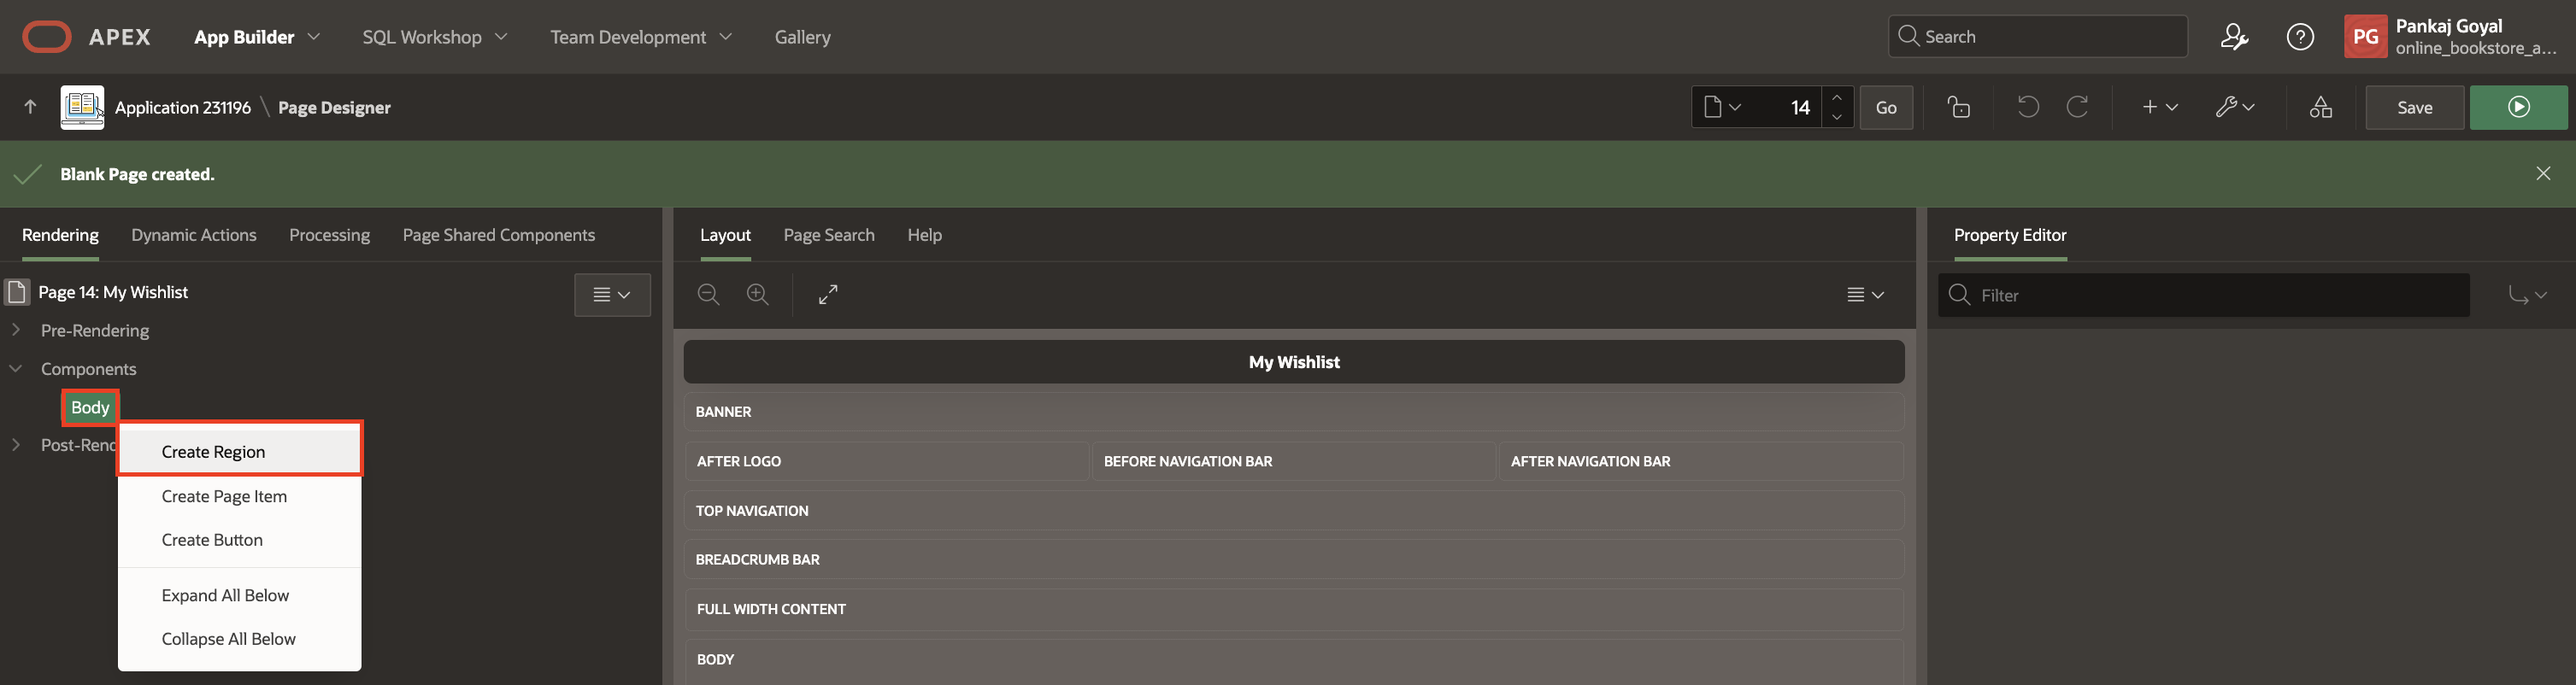 APEX App Builder SQL Workshop Team Development Gallery Search PG Pankaj Goyal
online_bookstore_a...
Application 231196 \ Page Designer 14 Go Save
Blank Page created.
Rendering Dynamic Actions Processing Page Shared Components Layout Page Search Help Property Editor
Page 14: My Wishlist Filter
Pre-Rendering
Components My Wishlist
Body BANNER
Post-Rend
Create Region AFTER LOGO BEFORE NAVIGATION BAR AFTER NAVIGATION BAR
Create Page Item TOP NAVIGATION
Create Button BREADCRUMB BAR
Expand All Below FULL WIDTH CONTENT
Collapse All Below BODY